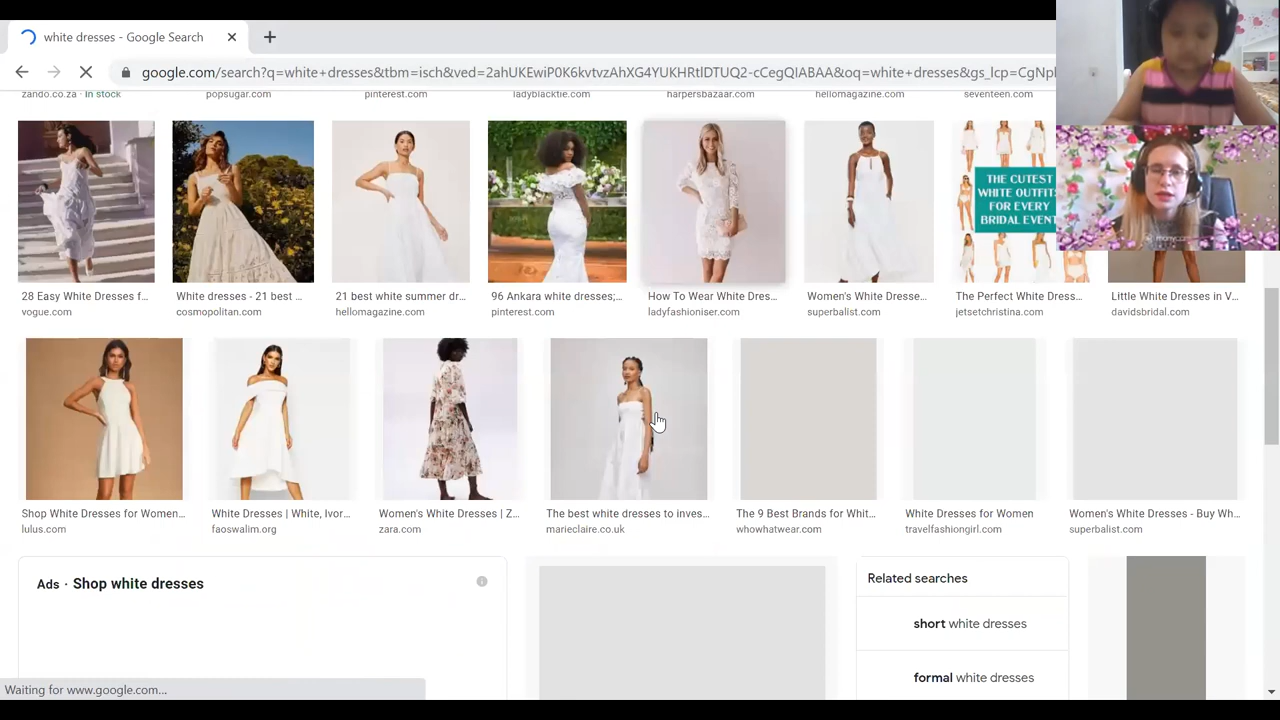 white dresses - Google Search
google.com/search?q=white+dresses&tbm=isch&ved=2ahUKEwiP0K6kvtvzAhXG4YUKHRtlDTUQ2-cCegQIABAA&oq=white+dresses&gs_lcp=CgNp
zando.co.za · In stock
popsugar.com
pinterest.com
ladyblacktie.com
harpersbazaar.com
hellomagazine.com
seventeen.com
THE CUTEST
WHITE OUTFITS
FOR EVERY
BRIDAL EVENT
28 Easy White Dresses f...
vogue.com
White dresses - 21 best ...
cosmopolitan.com
21 best white summer dr...
hellomagazine.com
96 Ankara white dresses;...
pinterest.com
How To Wear White Dres...
ladyfashioniser.com
Women's White Dresse...
superbalist.com
The Perfect White Dress...
jetsetchristina.com
Little White Dresses in V...
davidsbridal.com
Shop White Dresses for Women...
lulus.com
White Dresses | White, Ivor...
faoswalim.org
Women's White Dresses | Z...
zara.com
The best white dresses to inves...
marieclaire.co.uk
The 9 Best Brands for Whit...
whowhatwear.com
White Dresses for Women
travelfashiongirl.com
Women's White Dresses - Buy Wh...
superbalist.com
Ads · Shop white dresses
Related searches
short white dresses
formal white dresses
Waiting for www.google.com...